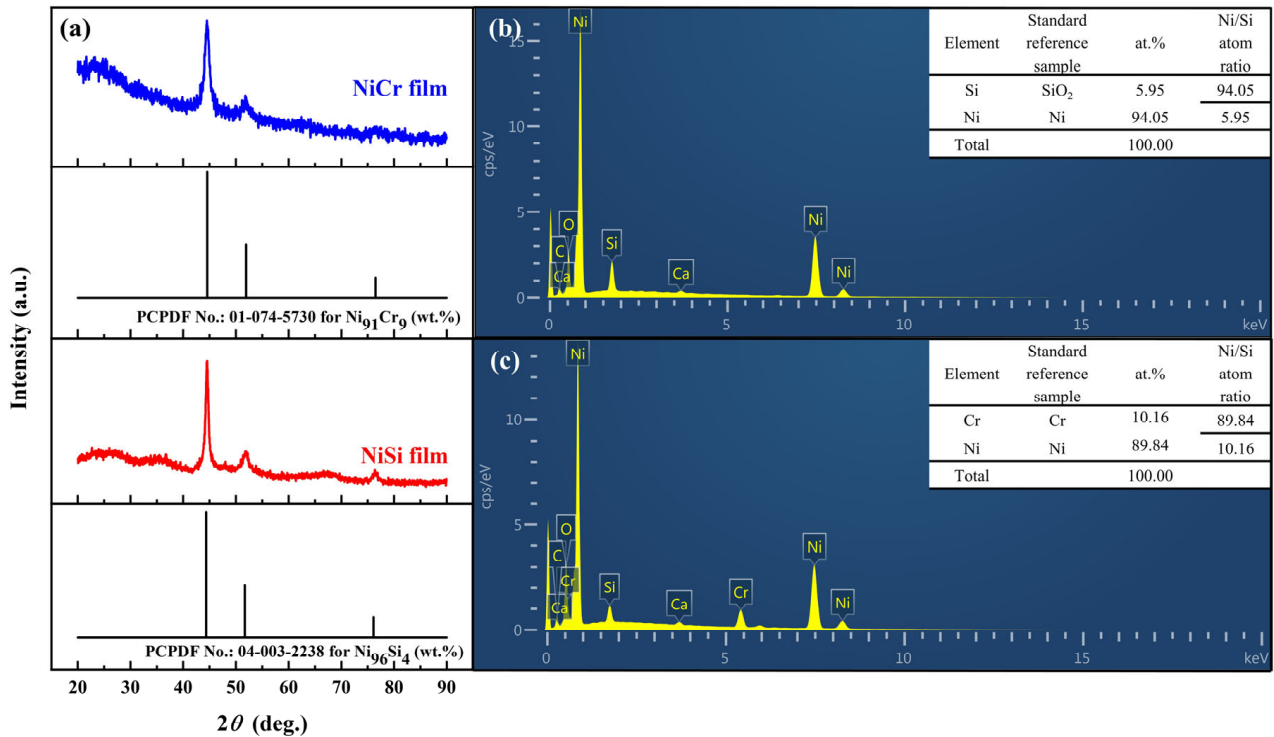 (a)
NiCr film
PCPDF No.: 01-074-5730 for Ni91Cr9 (wt.%)
NiSi film
PCPDF No.: 04-003-2238 for Ni96Si4 (wt.%)
20 30 40 50 60 70 80 90
2θ (deg.)
Intensity (a.u.)
(b)
15
10
5
0
cps/eV
Ni
O
C
Ca
Si
Ca
Ni
Ni
0 5 10 15 keV
Element Standard reference sample at.% Ni/Si atom ratio
Si SiO2 5.95 94.05
Ni Ni 94.05 5.95
Total 100.00
(c)
10
5
0
cps/eV
Ni
O
C
Cr
Ca
Si
Ca
Cr
Ni
Ni
0 5 10 15 keV
Element Standard reference sample at.% Ni/Si atom ratio
Cr Cr 10.16 89.84
Ni Ni 89.84 10.16
Total 100.00